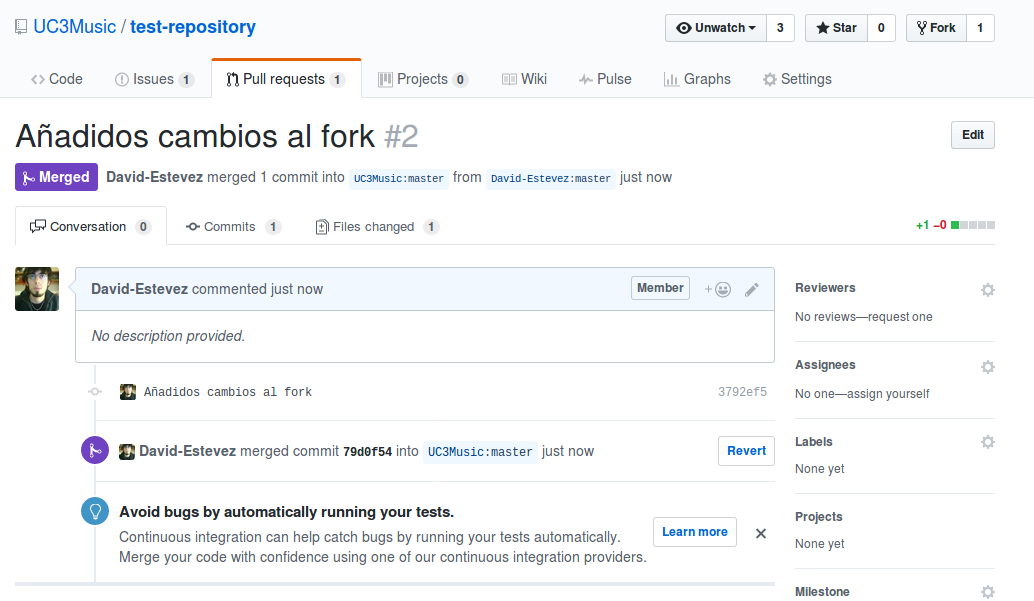 UC3Music / test-repository
Unwatch 3 Star 0 Fork 1
Code Issues 1 Pull requests 1 Projects 0 Wiki Pulse Graphs Settings
Añadidos cambios al fork #2
Edit
Merged David-Estevez merged 1 commit into UC3Music:master from David-Estevez:master just now
Conversation 0 Commits 1 Files changed 1
+1 −0
David-Estevez commented just now
Member
No description provided.
Añadidos cambios al fork 3792ef5
David-Estevez merged commit 79d0f54 into UC3Music:master just now
Revert
Avoid bugs by automatically running your tests.
Continuous integration can help catch bugs by running your tests automatically.
Merge your code with confidence using one of our continuous integration providers.
Learn more
Reviewers
No reviews—request one
Assignees
No one—assign yourself
Labels
None yet
Projects
None yet
Milestone